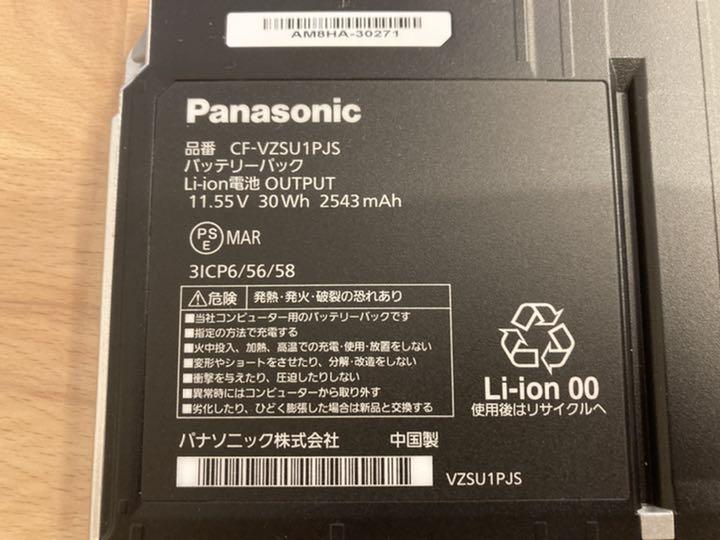 AM8HA-30271
Panasonic
品番 CF-VZSU1PJS
バッテリーパック
Li-ion電池 OUTPUT
11.55V 30Wh 2543mAh
PSE MAR
3ICP6/56/58
⚠危険 発熱・発火・破裂の恐れあり
■当社コンピューター用のバッテリーパックです
■指定の方法で充電する
■火中投入、加熱、高温での充電・使用・放置をしない
■変形やショートをさせたり、分解・改造をしない
■衝撃を与えたり、圧迫したりしない
■異常時にはコンピューターから取り外す
■劣化したり、ひどく膨張した場合は新品と交換する
Li-ion 00
使用後はリサイクルへ
パナソニック株式会社 中国製
VZSU1PJS